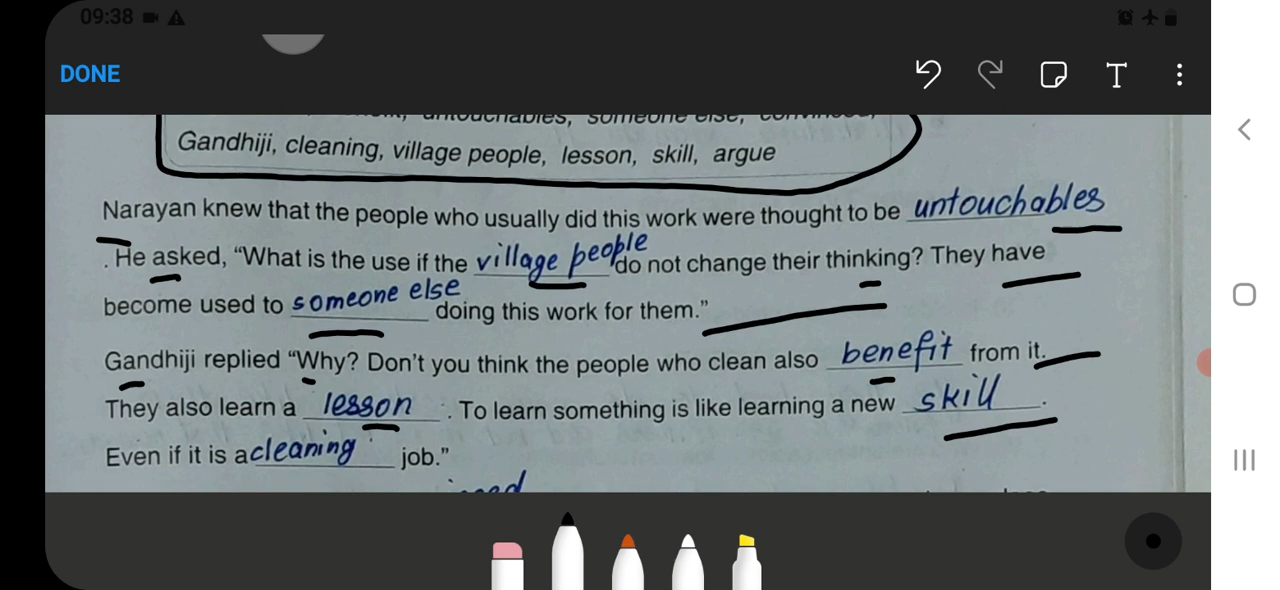 09:38
DONE
T
untouchables, someone else, convinced,
Gandhiji, cleaning, village people, lesson, skill, argue
Narayan knew that the people who usually did this work were thought to be untouchables
. He asked, “What is the use if the village people do not change their thinking? They have
become used to someone else doing this work for them.”
Gandhiji replied “Why? Don’t you think the people who clean also benefit from it.
They also learn a lesson . To learn something is like learning a new skill .
Even if it is a cleaning job.”